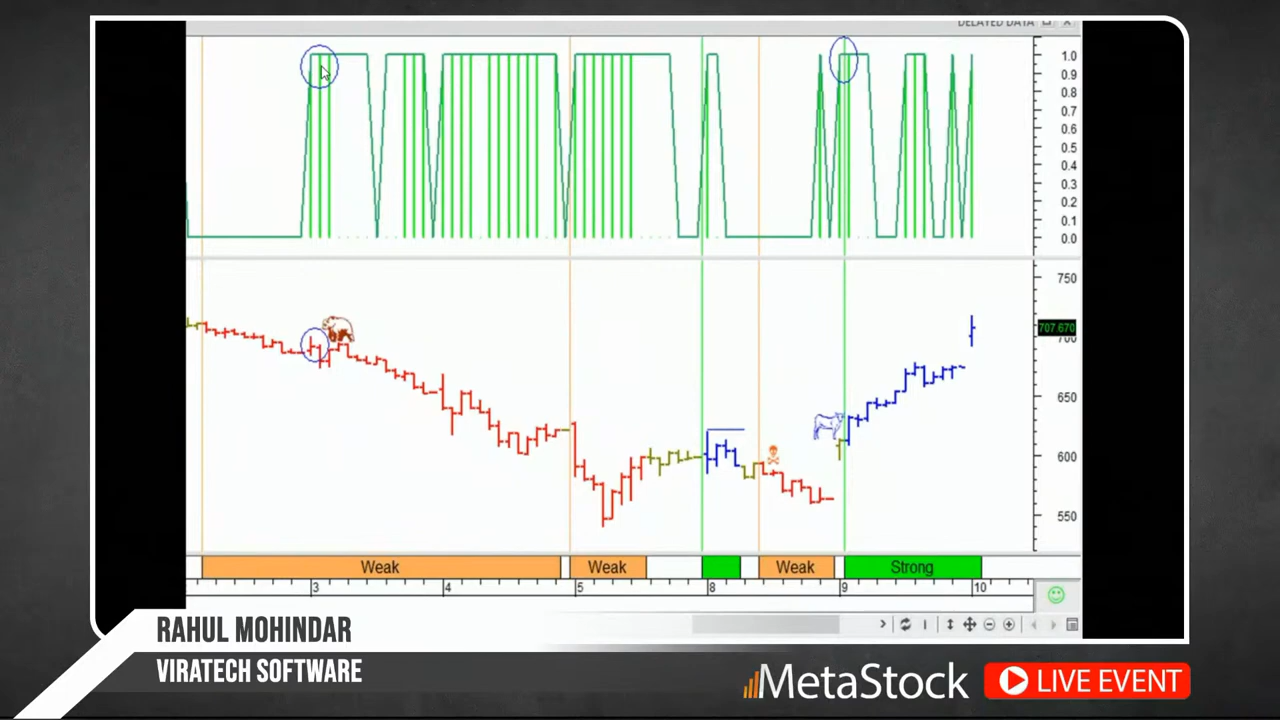 DELAYED DATA
1.0
0.9
0.8
0.7
0.6
0.5
0.4
0.3
0.2
0.1
0.0
750
707.670
700
650
600
550
Weak
Weak
Weak
Strong
3
4
5
8
9
10
RAHUL MOHINDAR
VIRATECH SOFTWARE
MetaStock
LIVE EVENT